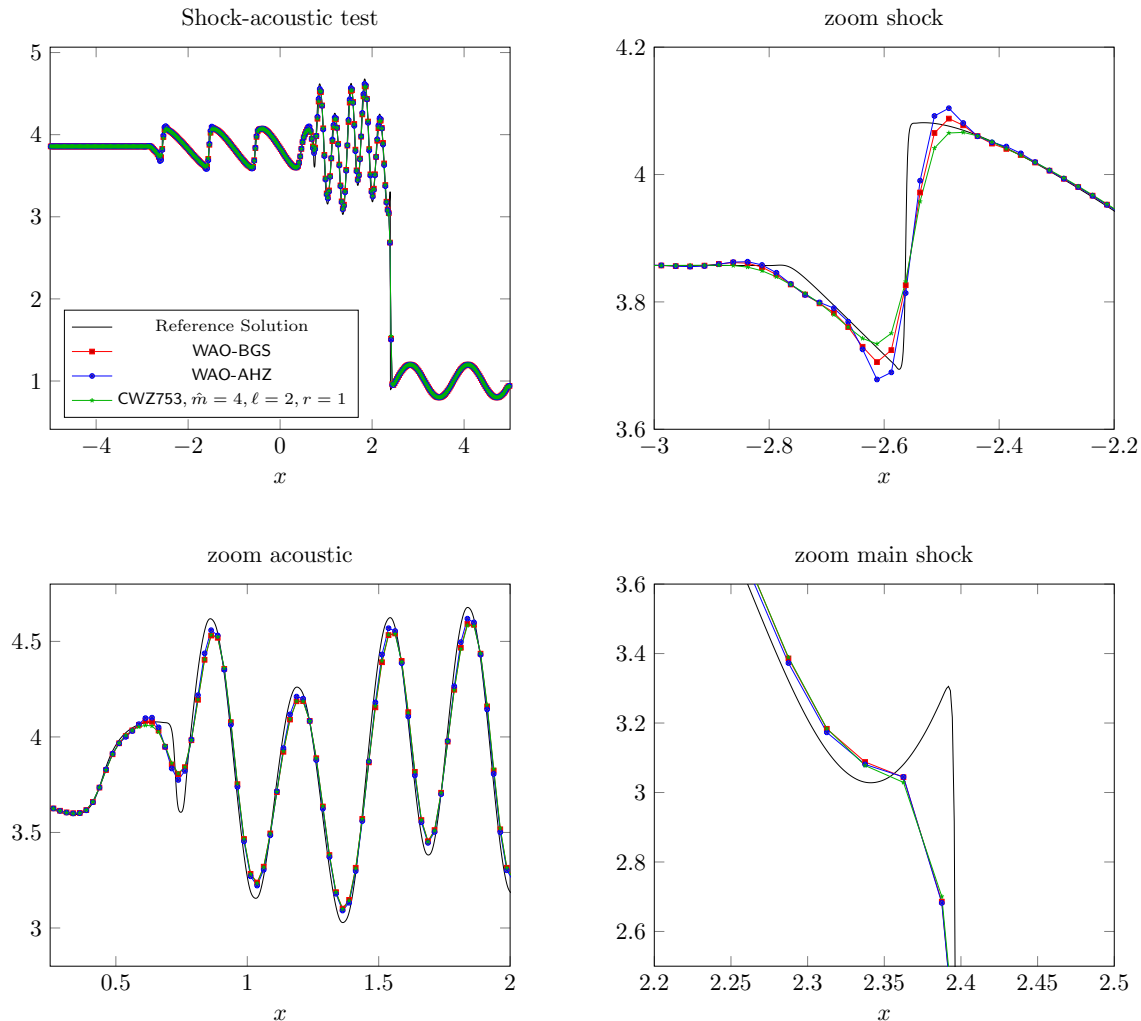 Shock-acoustic test
5
4
3
2
1
Reference Solution
WAO-BGS
WAO-AHZ
CWZ753, m̂ = 4, ℓ = 2, r = 1
−4 −2 0 2 4
x
zoom shock
4.2
4
3.8
3.6
−3 −2.8 −2.6 −2.4 −2.2
x
zoom acoustic
4.5
4
3.5
3
0.5 1 1.5 2
x
zoom main shock
3.6
3.4
3.2
3
2.8
2.6
2.2 2.25 2.3 2.35 2.4 2.45 2.5
x